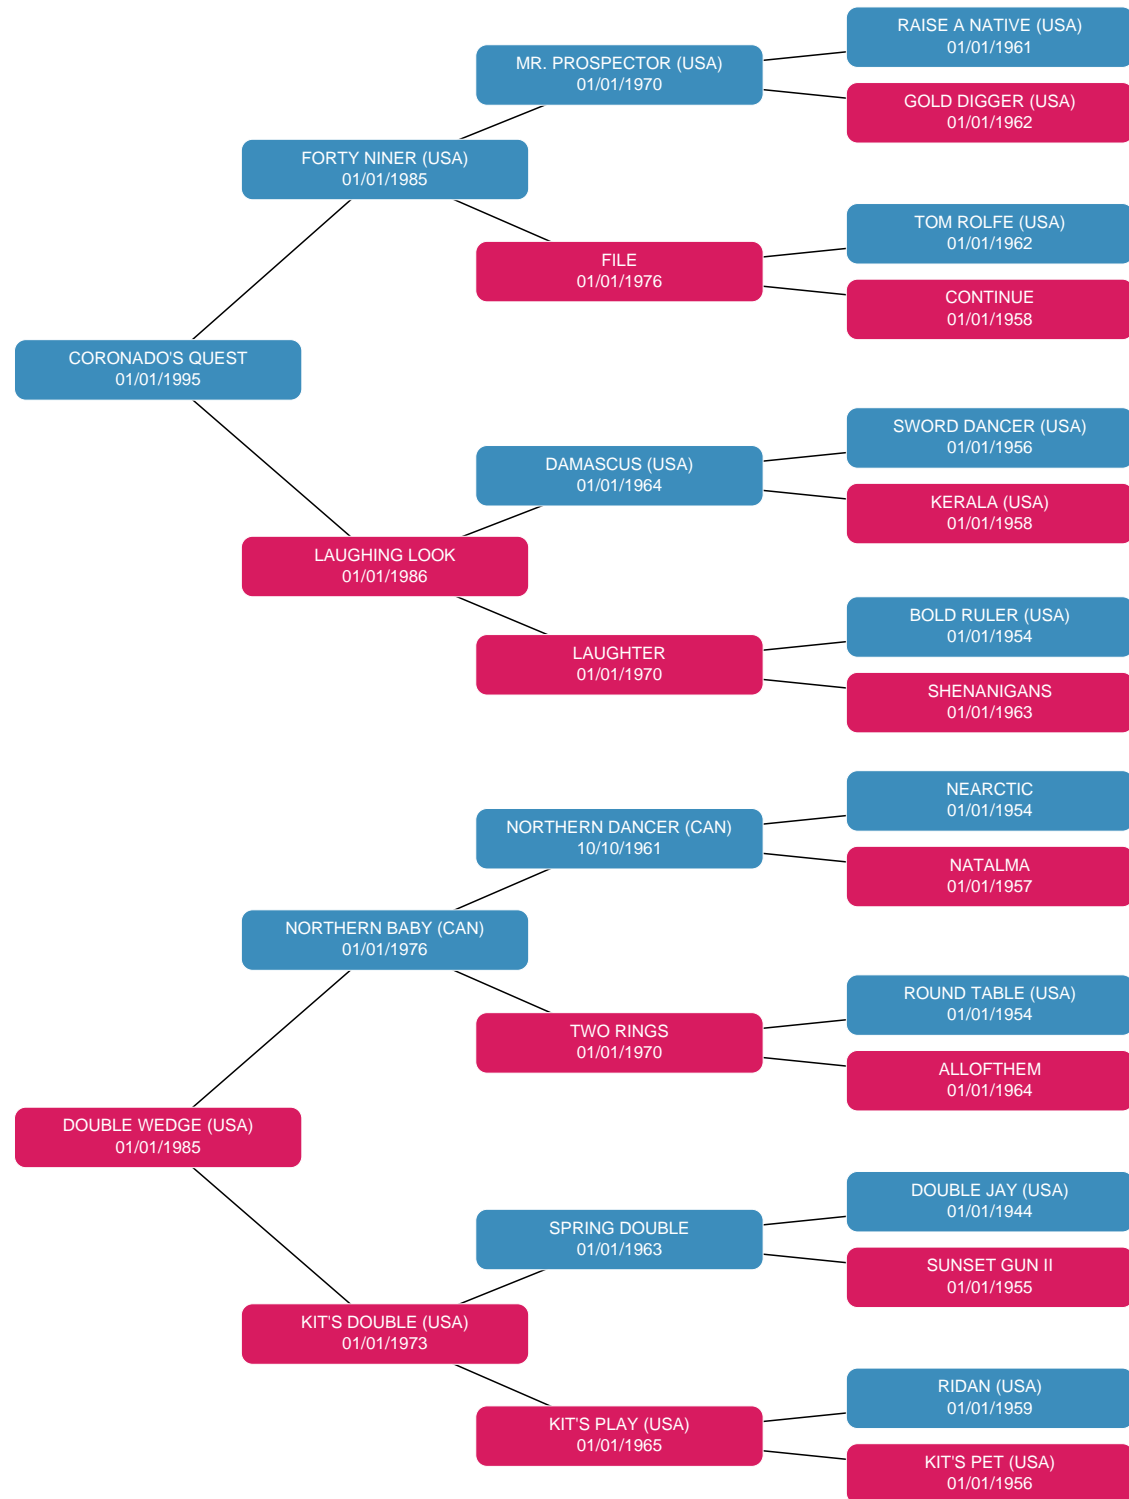 RAISE A NATIVE (USA)
01/01/1961
MR. PROSPECTOR (USA)
01/01/1970
GOLD DIGGER (USA)
01/01/1962
FORTY NINER (USA)
01/01/1985
TOM ROLFE (USA)
01/01/1962
FILE
01/01/1976
CONTINUE
01/01/1958
CORONADO'S QUEST
01/01/1995
SWORD DANCER (USA)
01/01/1956
DAMASCUS (USA)
01/01/1964
KERALA (USA)
01/01/1958
LAUGHING LOOK
01/01/1986
BOLD RULER (USA)
01/01/1954
LAUGHTER
01/01/1970
SHENANIGANS
01/01/1963
NEARCTIC
01/01/1954
NORTHERN DANCER (CAN)
10/10/1961
NATALMA
01/01/1957
NORTHERN BABY (CAN)
01/01/1976
ROUND TABLE (USA)
01/01/1954
TWO RINGS
01/01/1970
ALLOFTHEM
01/01/1964
DOUBLE WEDGE (USA)
01/01/1985
DOUBLE JAY (USA)
01/01/1944
SPRING DOUBLE
01/01/1963
SUNSET GUN II
01/01/1955
KIT'S DOUBLE (USA)
01/01/1973
RIDAN (USA)
01/01/1959
KIT'S PLAY (USA)
01/01/1965
KIT'S PET (USA)
01/01/1956